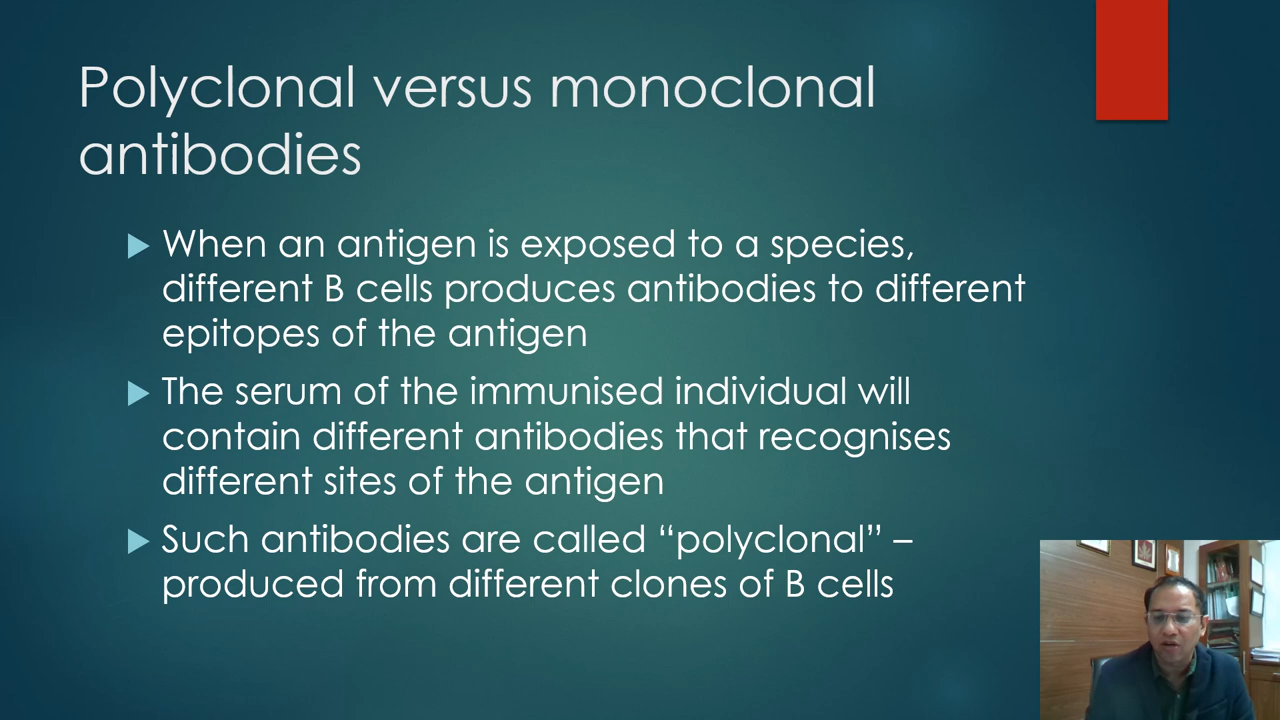 Polyclonal versus monoclonal
antibodies
When an antigen is exposed to a species,
different B cells produces antibodies to different
epitopes of the antigen
The serum of the immunised individual will
contain different antibodies that recognises
different sites of the antigen
Such antibodies are called “polyclonal” –
produced from different clones of B cells